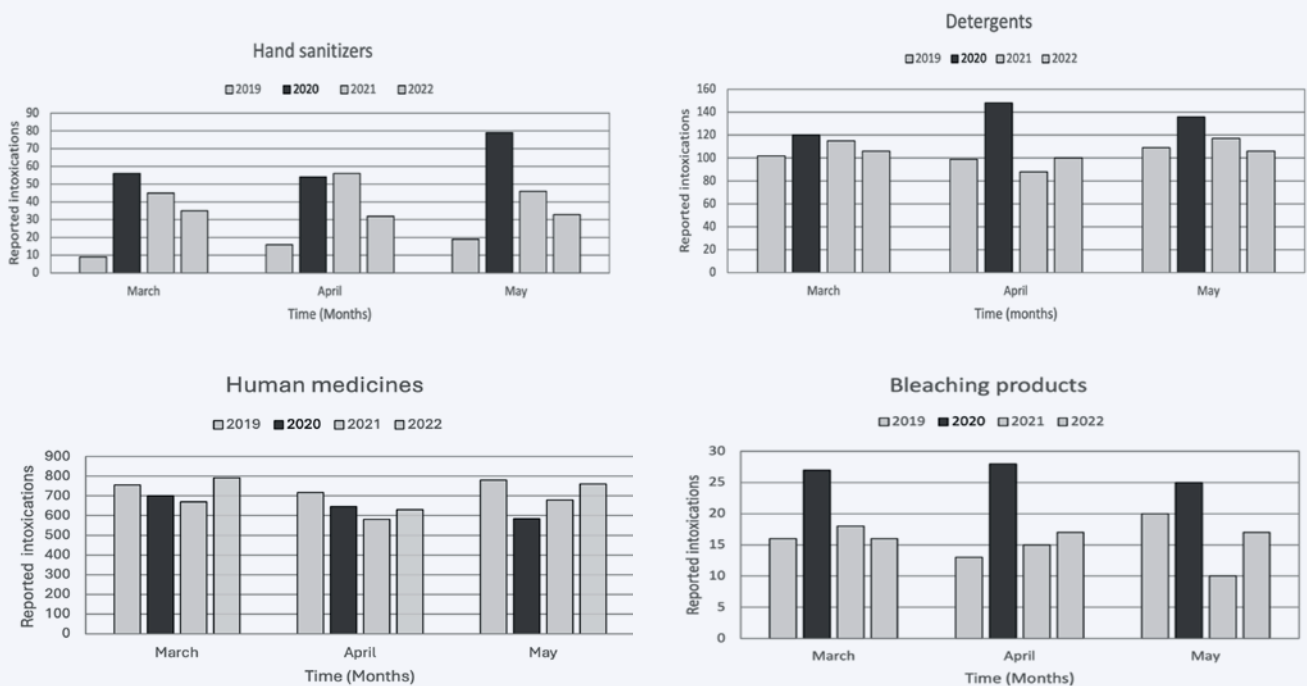 Hand sanitizers
2019 2020 2021 2022
Reported intoxications
90
80
70
60
50
40
30
20
10
0
March April May
Time (Months)
Detergents
2019 2020 2021 2022
Reported intoxications
160
140
120
100
80
60
40
20
0
March April May
Time (months)
Human medicines
2019 2020 2021 2022
Reported intoxications
900
800
700
600
500
400
300
200
100
0
March April May
Time (Months)
Bleaching products
2019 2020 2021 2022
Reported intoxications
30
25
20
15
10
5
0
March April May
Time (Months)